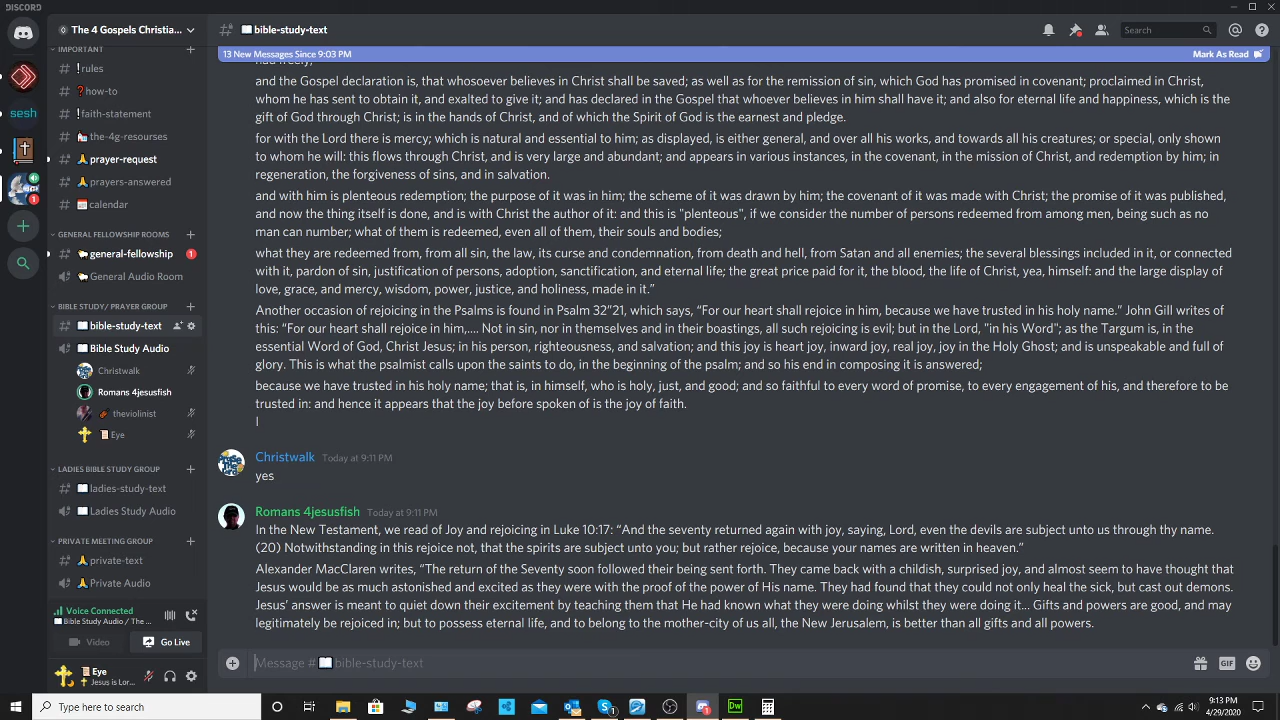 DISCORD
The 4 Gospels Christia...
bible-study-text
Search
13 New Messages Since 9:03 PM
Mark As Read
IMPORTANT
rules
how-to
faith-statement
the-4g-resourses
prayer-request
prayers-answered
calendar
GENERAL FELLOWSHIP ROOMS
general-fellowship 1
General Audio Room
BIBLE STUDY/ PRAYER GROUP
bible-study-text
Bible Study Audio
Christwalk
Romans 4jesusfish
theviolinist
Eye
LADIES BIBLE STUDY GROUP
ladies-study-text
Ladies Study Audio
PRIVATE MEETING GROUP
private-text
Private Audio
Voice Connected
Bible Study Audio / The ...
Video
Go Live
Eye
Jesus is Lor...
sesh
1
and the Gospel declaration is, that whosoever believes in Christ shall be saved; as well as for the remission of sin, which God has promised in covenant; proclaimed in Christ,
whom he has sent to obtain it, and exalted to give it; and has declared in the Gospel that whoever believes in him shall have it; and also for eternal life and happiness, which is the
gift of God through Christ; is in the hands of Christ, and of which the Spirit of God is the earnest and pledge.
for with the Lord there is mercy; which is natural and essential to him; as displayed, is either general, and over all his works, and towards all his creatures; or special, only shown
to whom he will: this flows through Christ, and is very large and abundant; and appears in various instances, in the covenant, in the mission of Christ, and redemption by him; in
regeneration, the forgiveness of sins, and in salvation.
and with him is plenteous redemption; the purpose of it was in him; the scheme of it was drawn by him; the covenant of it was made with Christ; the promise of it was published,
and now the thing itself is done, and is with Christ the author of it: and this is "plenteous", if we consider the number of persons redeemed from among men, being such as no
man can number; what of them is redeemed, even all of them, their souls and bodies;
what they are redeemed from, from all sin, the law, its curse and condemnation, from death and hell, from Satan and all enemies; the several blessings included in it, or connected
with it, pardon of sin, justification of persons, adoption, sanctification, and eternal life; the great price paid for it, the blood, the life of Christ, yea, himself: and the large display of
love, grace, and mercy, wisdom, power, justice, and holiness, made in it.”
Another occasion of rejoicing in the Psalms is found in Psalm 32”21, which says, “For our heart shall rejoice in him, because we have trusted in his holy name.” John Gill writes of
this: “For our heart shall rejoice in him,.... Not in sin, nor in themselves and in their boastings, all such rejoicing is evil; but in the Lord, "in his Word"; as the Targum is, in the
essential Word of God, Christ Jesus; in his person, righteousness, and salvation; and this joy is heart joy, inward joy, real joy, joy in the Holy Ghost; and is unspeakable and full of
glory. This is what the psalmist calls upon the saints to do, in the beginning of the psalm; and so his end in composing it is answered;
because we have trusted in his holy name; that is, in himself, who is holy, just, and good; and so faithful to every word of promise, to every engagement of his, and therefore to be
trusted in: and hence it appears that the joy before spoken of is the joy of faith.
I
Christwalk Today at 9:11 PM
yes
Romans 4jesusfish Today at 9:11 PM
In the New Testament, we read of Joy and rejoicing in Luke 10:17: “And the seventy returned again with joy, saying, Lord, even the devils are subject unto us through thy name.
(20) Notwithstanding in this rejoice not, that the spirits are subject unto you; but rather rejoice, because your names are written in heaven.”
Alexander MacClaren writes, “The return of the Seventy soon followed their being sent forth. They came back with a childish, surprised joy, and almost seem to have thought that
Jesus would be as much astonished and excited as they were with the proof of the power of His name. They had found that they could not only heal the sick, but cast out demons.
Jesus’ answer is meant to quiet down their excitement by teaching them that He had known what they were doing whilst they were doing it... Gifts and powers are good, and may
legitimately be rejoiced in; but to possess eternal life, and to belong to the mother-city of us all, the New Jerusalem, is better than all gifts and all powers.
Message # bible-study-text
GIF
Type here to search
Dw
9:13 PM
4/29/2020